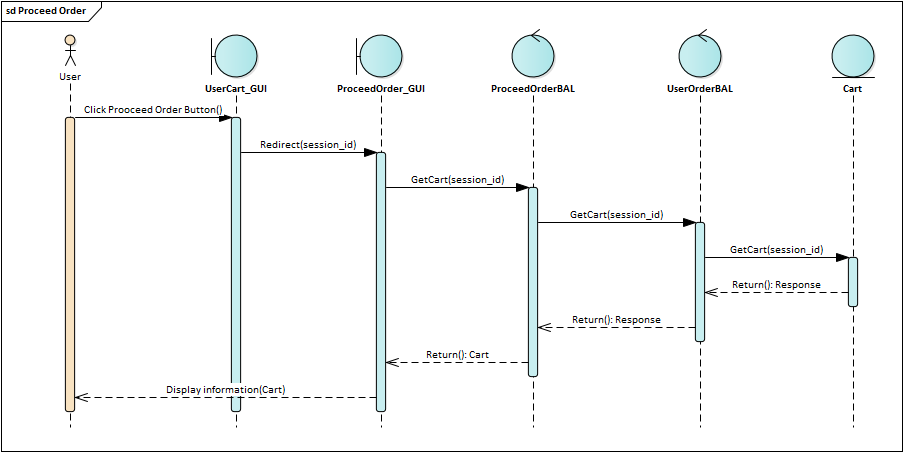 sd Proceed Order
User
UserCart_GUI
ProceedOrder_GUI
ProceedOrderBAL
UserOrderBAL
Cart
Click Prooceed Order Button()
Redirect(session_id)
GetCart(session_id)
GetCart(session_id)
GetCart(session_id)
Return(): Response
Return(): Response
Return(): Cart
Display information(Cart)